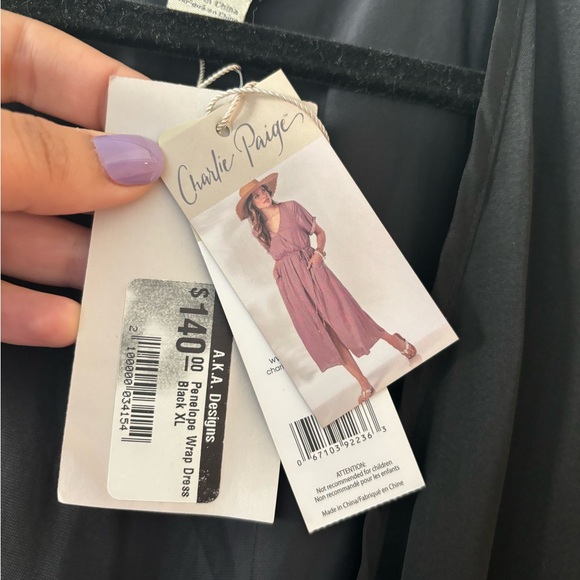 Charlie Paige™
A.K.A. Designs
$140.00
Penelope Wrap Dress
Black XL
2 100000 034154
0 67103 92236 3
ATTENTION:
Not recommended for children
Non recommandé pour les enfants
Made in China/Fabriqué en Chine